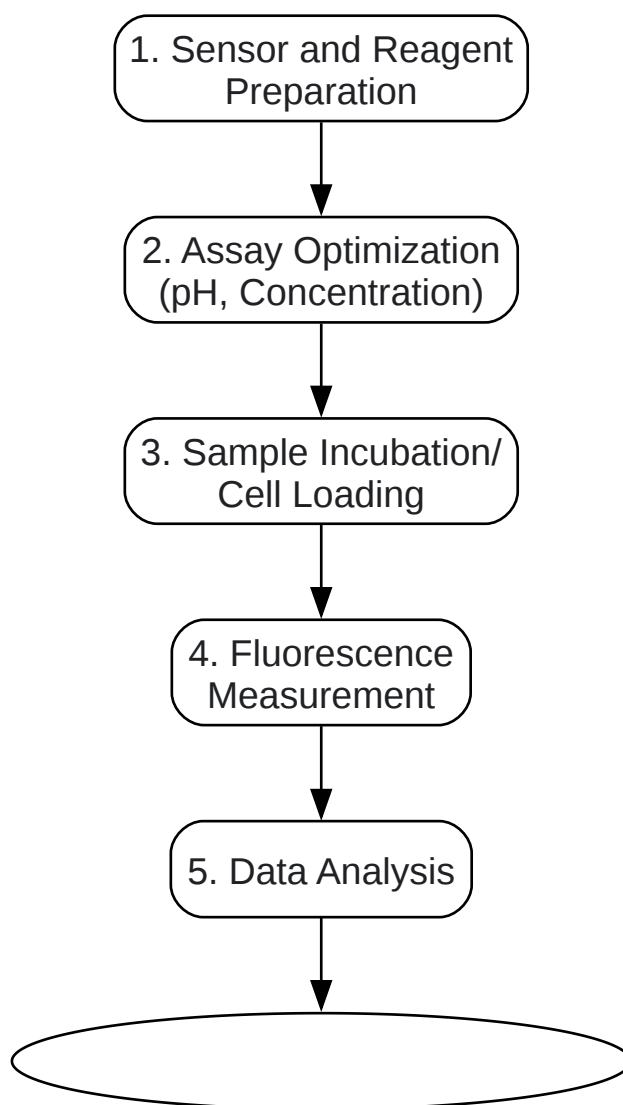 1. Sensor and Reagent
Preparation
2. Assay Optimization
(pH, Concentration)
3. Sample Incubation/
Cell Loading
4. Fluorescence
Measurement
5. Data Analysis